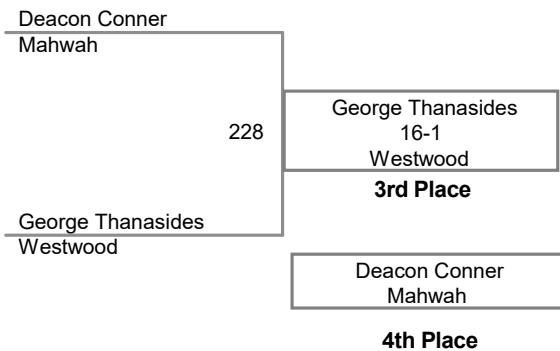 Deacon Conner
Mahwah
228
George Thanasides
16-1
Westwood
3rd Place
George Thanasides
Westwood
Deacon Conner
Mahwah
4th Place